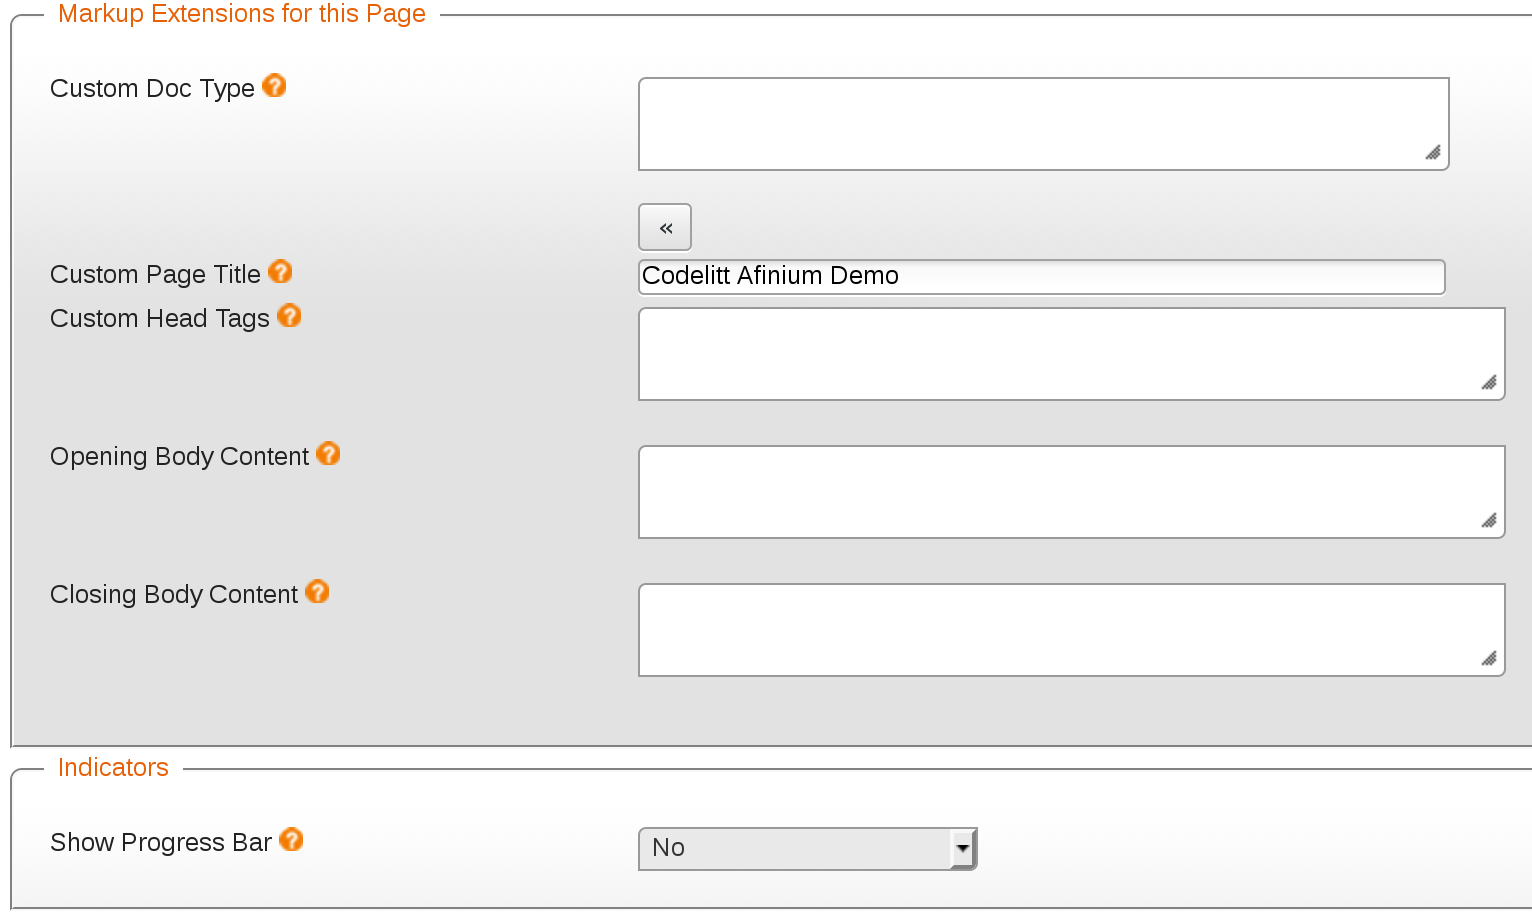 Markup Extensions for this Page
Custom Doc Type
«
Custom Page Title
Codelitt Afinium Demo
Custom Head Tags
Opening Body Content
Closing Body Content
Indicators
Show Progress Bar
No